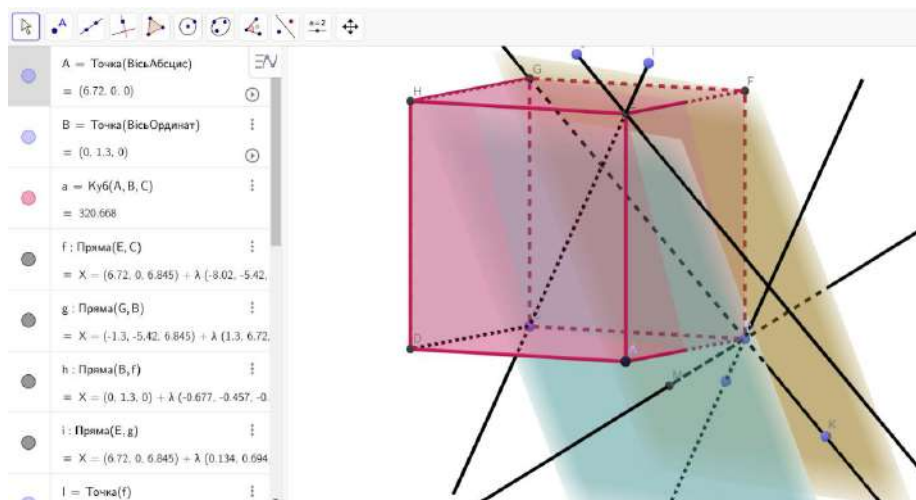 A
a=2
A = Точка(ВісьАбсцис)
= (6.72, 0, 0)
B = Точка(ВісьОрдинат)
= (0, 1.3, 0)
a = Куб(A, B, C)
= 320.668
f : Пряма(E, C)
= X = (6.72, 0, 6.845) + λ (-8.02, -5.42,
g : Пряма(G, B)
= X = (-1.3, -5.42, 6.845) + λ (1.3, 6.72,
h : Пряма(B, f)
= X = (0, 1.3, 0) + λ (-0.677, -0.457, -0.
i : Пряма(E, g)
= X = (6.72, 0, 6.845) + λ (0.134, 0.694,
I = Точка(f)
G
H
F
D
A
K